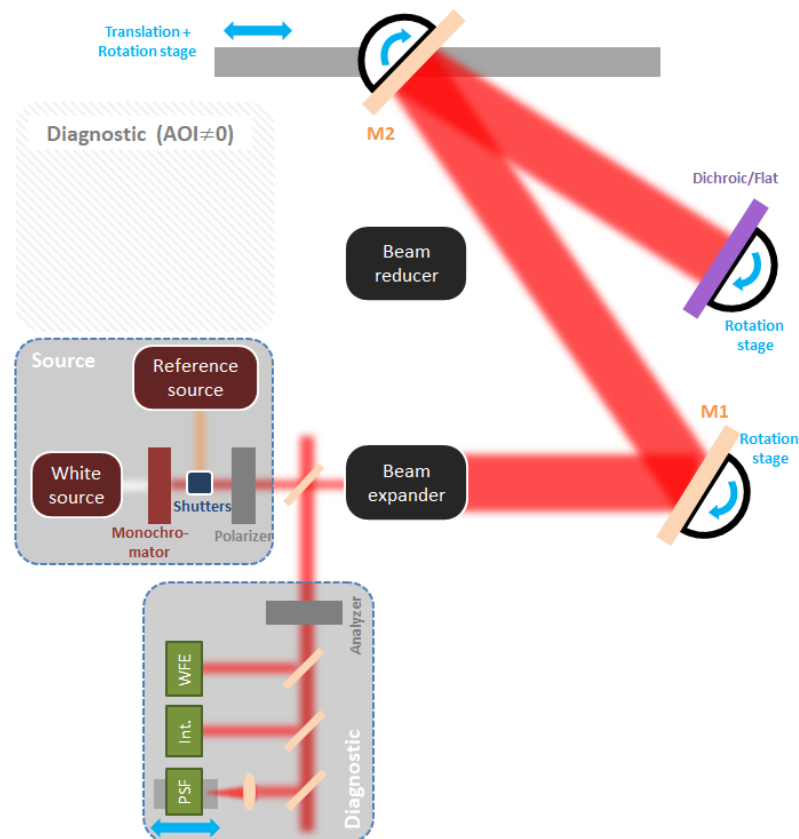 Translation +
Rotation stage
M2
Diagnostic (AOI≠0)
Dichroic/Flat
Beam
reducer
Rotation
stage
Source
Reference
source
M1
Rotation
stage
White
source
Beam
expander
Shutters
Monochro-
mator
Polarizer
Analyzer
WFE
Int.
PSF
Diagnostic